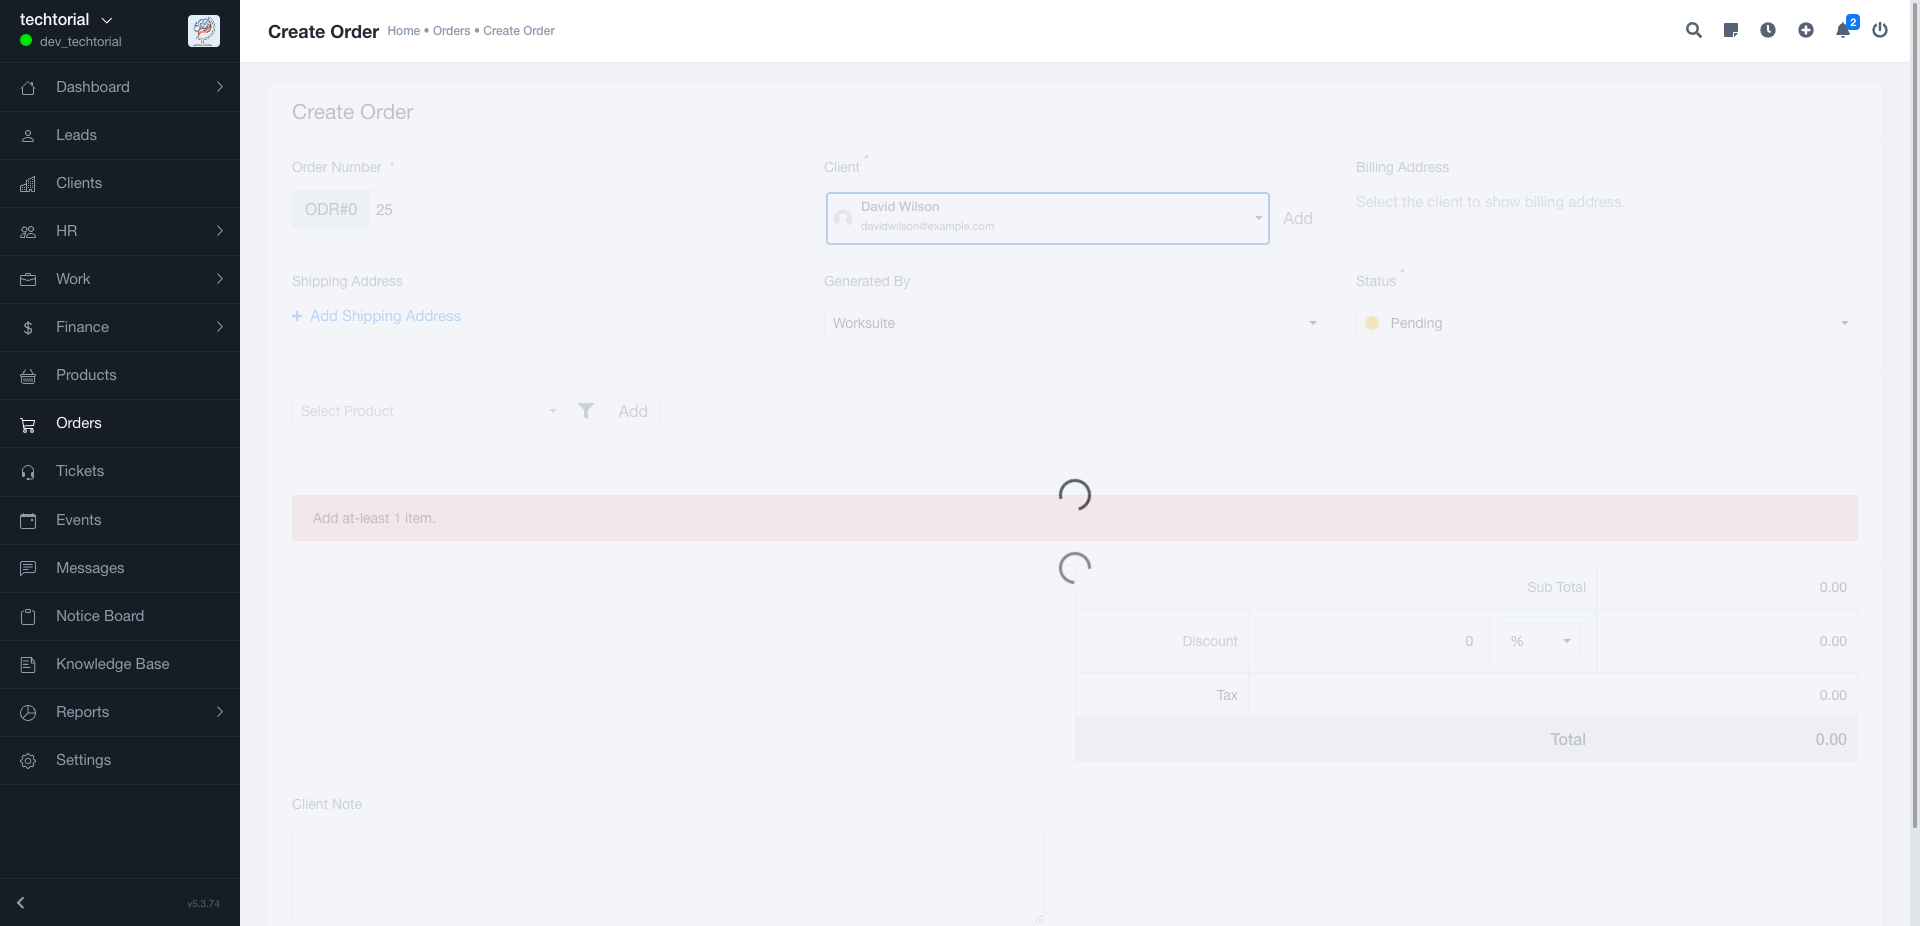 techtorial
dev_techtorial
Dashboard
Leads
Clients
HR
Work
Finance
Products
Orders
Tickets
Events
Messages
Notice Board
Knowledge Base
Reports
Settings
v5.3.74
Create Order Home • Orders • Create Order
2
Create Order
Order Number *
ODR#0 25
Client *
David Wilson
davidwilson@example.com
Add
Billing Address
Select the client to show billing address.
Shipping Address
+ Add Shipping Address
Generated By
Worksuite
Status *
Pending
Select Product
Add
Add at-least 1 item.
Sub Total 0.00
Discount 0 % 0.00
Tax 0.00
Total 0.00
Client Note